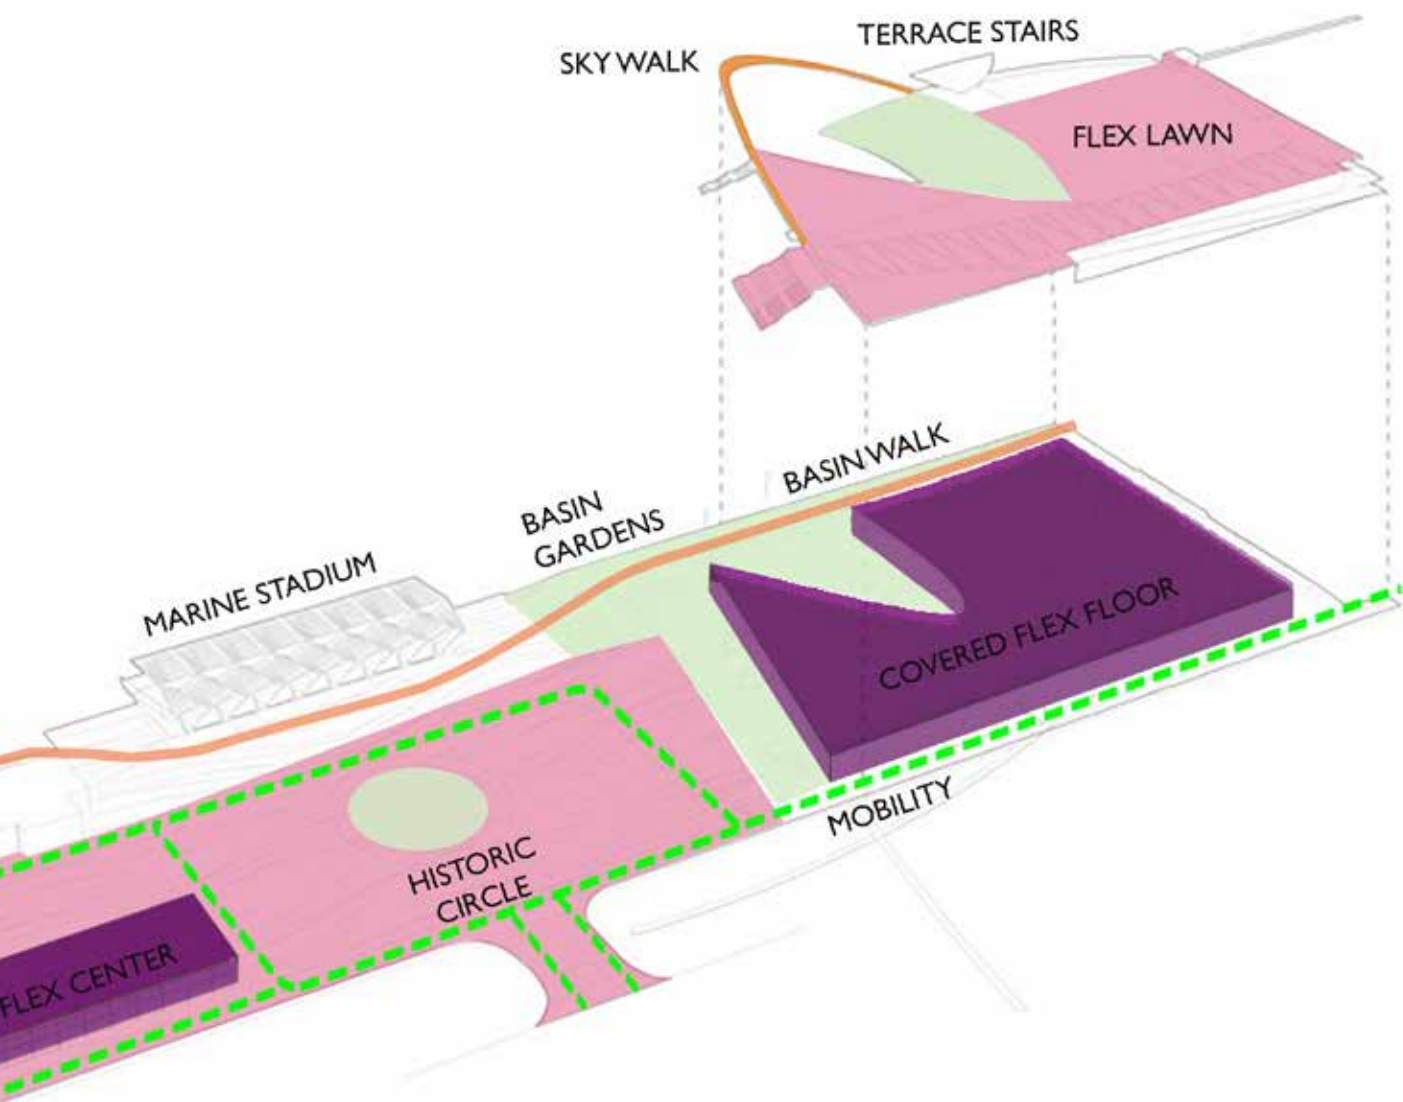 TERRACE STAIRS
SKY WALK
FLEX LAWN
BASIN WALK
BASIN
GARDENS
MARINE STADIUM
COVERED FLEX FLOOR
MOBILITY
HISTORIC
CIRCLE
FLEX CENTER